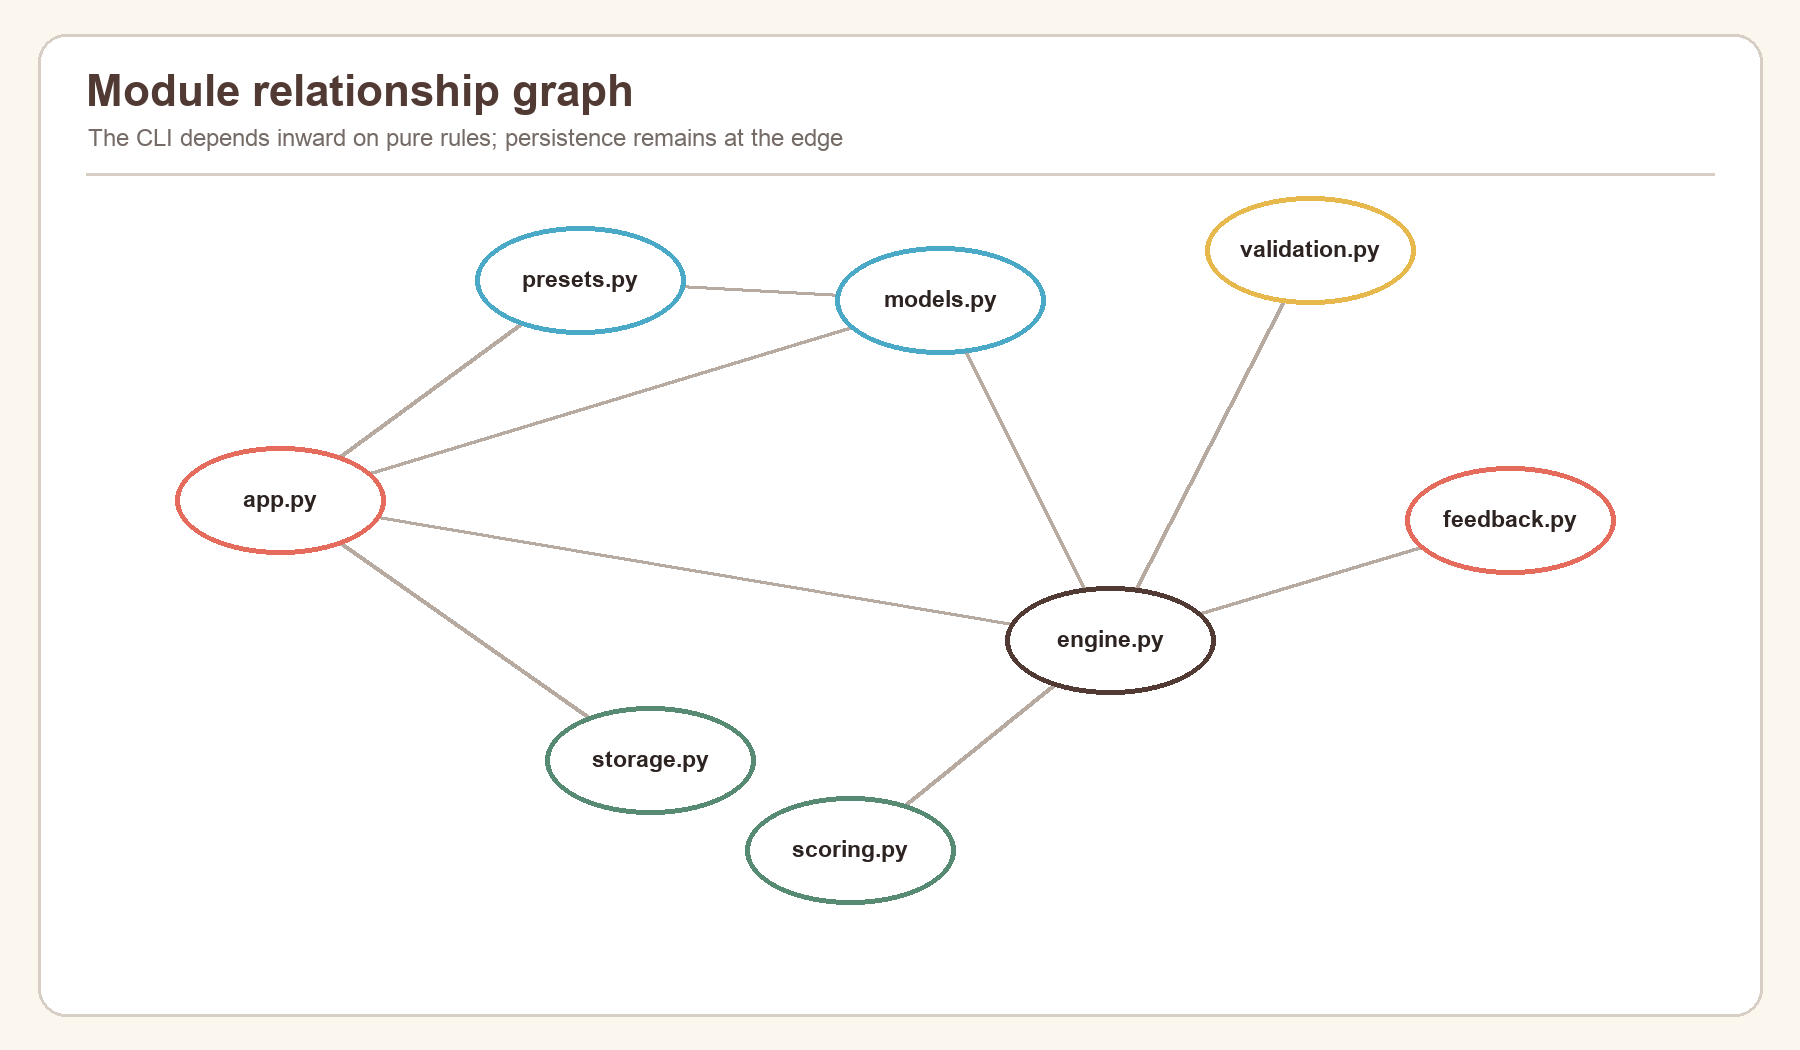 Module relationship graph
The CLI depends inward on pure rules; persistence remains at the edge
validation.py
presets.py
models.py
app.py
feedback.py
engine.py
storage.py
scoring.py